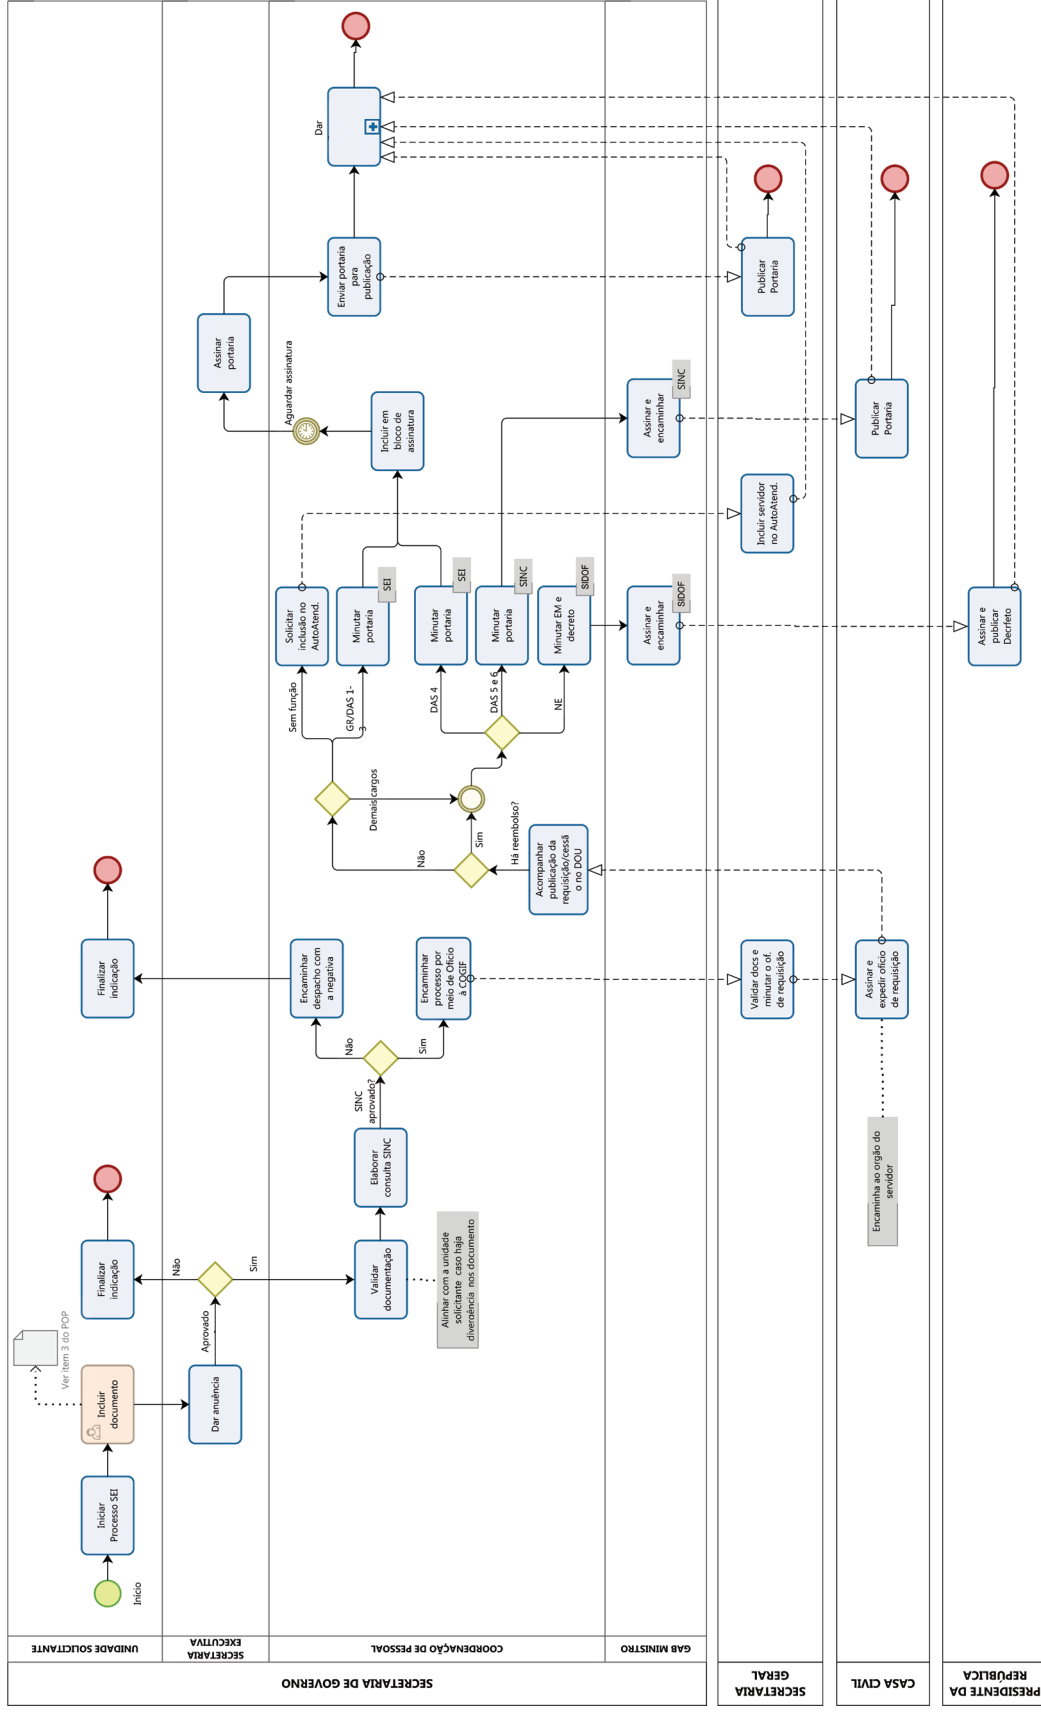 SECRETARIA DE GOVERNO
UNIDADE SOLICITANTE
SECRETARIA
EXECUTIVA
COORDENAÇÃO DE PESSOAL
GAB MINISTRO
SECRETARIA
GERAL
CASA CIVIL
PRESIDENTE DA
REPÚBLICA
Início
Iniciar
Processo SEI
Incluir
documento
Ver item 3 do POP
Dar anuência
Aprovado
Não
Sim
Finalizar
indicação
Validar
documentação
Alinhar com a unidade
solicitante caso haja
divergência nos documento
Elaborar
consulta SINC
SINC
aprovado?
Não
Sim
Encaminhar
despacho com
a negativa
Finalizar
indicação
Encaminhar
processo por
meio de Ofício
à COGIF
Validar docs e
minutar o of.
de requisição
Assinar e
expedir ofício
de requisição
Encaminha ao orgão do
servidor
Acompanhar
publicação da
requisição/cessã
o no DOU
Há reembolso?
Não
Sim
Demais cargos
Sem função
GR/DAS 1-
3
DAS 4
DAS 5 e 6
NE
Solicitar
inclusão no
AutoAtend.
Minutar
portaria
SEI
Minutar
portaria
SEI
Minutar
portaria
SINC
Minutar EM e
decreto
SIDOF
Assinar e
encaminhar
SIDOF
Assinar e
publicar
Decrfeto
Incluir servidor
no AutoAtend.
Incluir em
bloco de
assinatura
Aguardar assinatura
Assinar
portaria
Assinar e
encaminhar
SINC
Publicar
Portaria
Enviar portaria
para
publicação
Publicar
Portaria
Dar